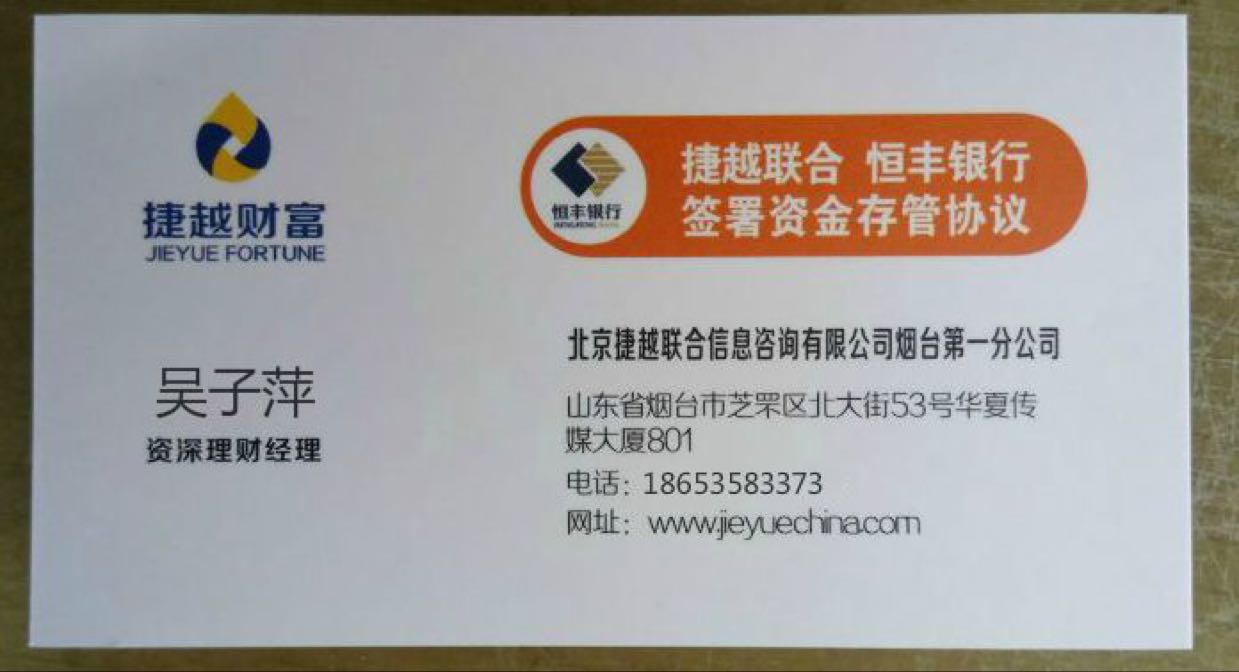 捷越财富
JIEYUE FORTUNE
恒丰银行
捷越联合 恒丰银行
签署资金存管协议
吴子萍
资深理财经理
北京捷越联合信息咨询有限公司烟台第一分公司
山东省烟台市芝罘区北大街53号华夏传
媒大厦801
电话：18653583373
网址：www.jieyuechina.com